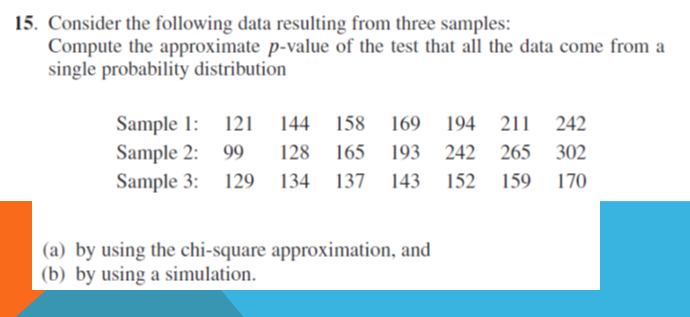 15. Consider the following data resulting from three samples:
Compute the approximate p-value of the test that all the data come from a
single probability distribution
Sample 1: 121 144 158 169 194 211 242
Sample 2: 99 128 165 193 242 265 302
Sample 3: 129 134 137 143 152 159 170
(a) by using the chi-square approximation, and
(b) by using a simulation.